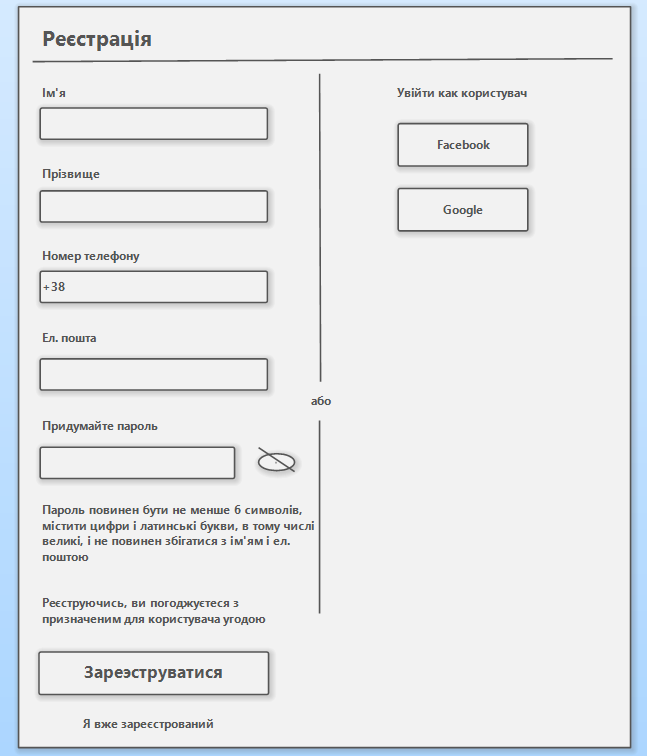 Реєстрація
Ім'я
Прізвище
Номер телефону
+38
Ел. пошта
Придумайте пароль
Пароль повинен бути не менше 6 символів,
містити цифри і латинські букви, в тому числі
великі, і не повинен збігатися з ім'ям і ел.
поштою
Реєструючись, ви погоджуєтеся з
призначеним для користувача угодою
Зареэструватися
Я вже зареєстрований
або
Увійти как користувач
Facebook
Google